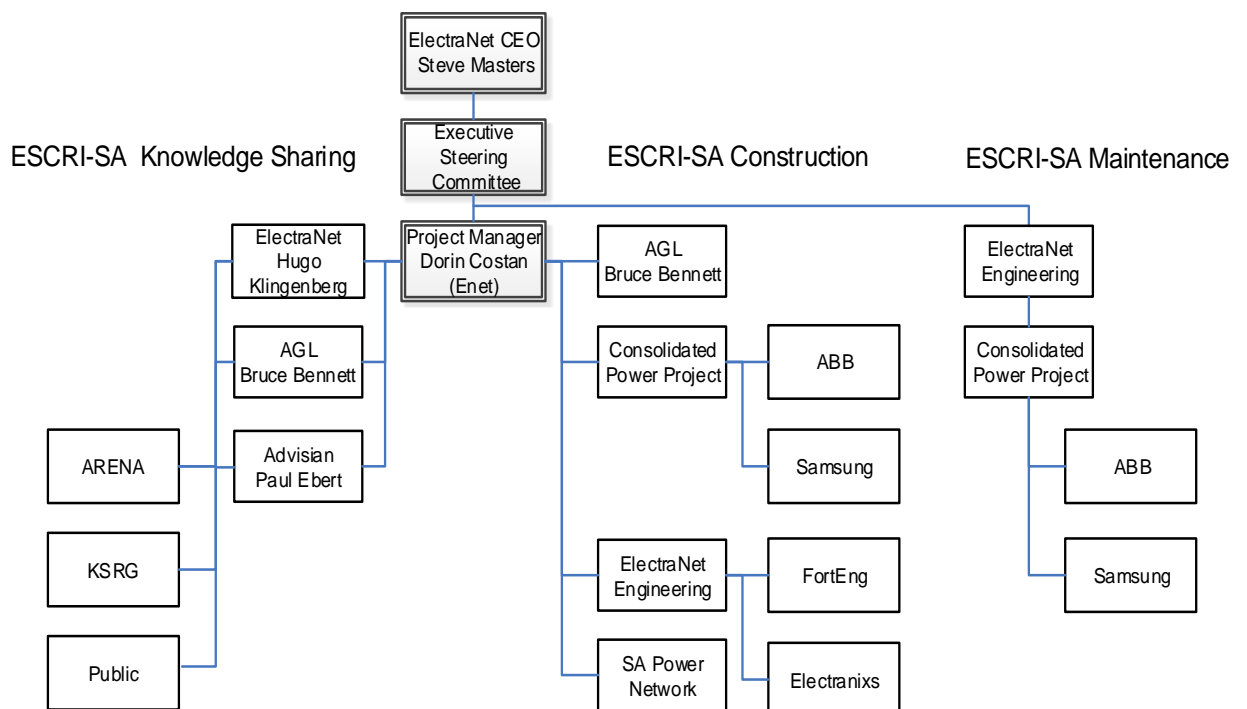 ElectraNet CEO
Steve Masters
ESCRI-SA Knowledge Sharing
Executive
Steering
Committee
ESCRI-SA Construction
ESCRI-SA Maintenance
ElectraNet
Hugo
Klingenberg
Project Manager
Dorin Costan
(Enet)
AGL
Bruce Bennett
ElectraNet
Engineering
AGL
Bruce Bennett
Consolidated
Power Project
ABB
Consolidated
Power Project
ARENA
Advisian
Paul Ebert
Samsung
ABB
KSRG
ElectraNet
Engineering
FortEng
Samsung
Public
SA Power
Network
Electranixs